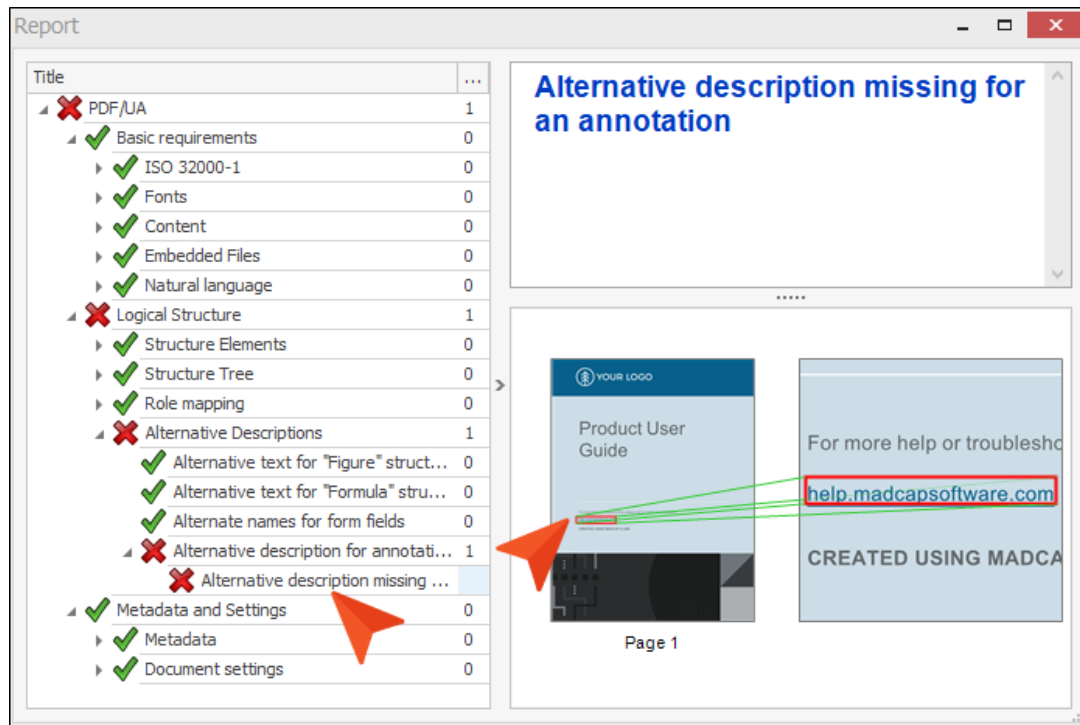 Report
Title ...
PDF/UA 1
Basic requirements 0
ISO 32000-1 0
Fonts 0
Content 0
Embedded Files 0
Natural language 0
Logical Structure 1
Structure Elements 0
Structure Tree 0
Role mapping 0
Alternative Descriptions 1
Alternative text for "Figure" struct... 0
Alternative text for "Formula" stru... 0
Alternate names for form fields 0
Alternative description for annotati... 1
Alternative description missing ...
Metadata and Settings 0
Metadata 0
Document settings 0
Alternative description missing for
an annotation
YOUR LOGO
Product User
Guide
Page 1
For more help or troublesho
help.madcapsoftware.com
CREATED USING MADCA